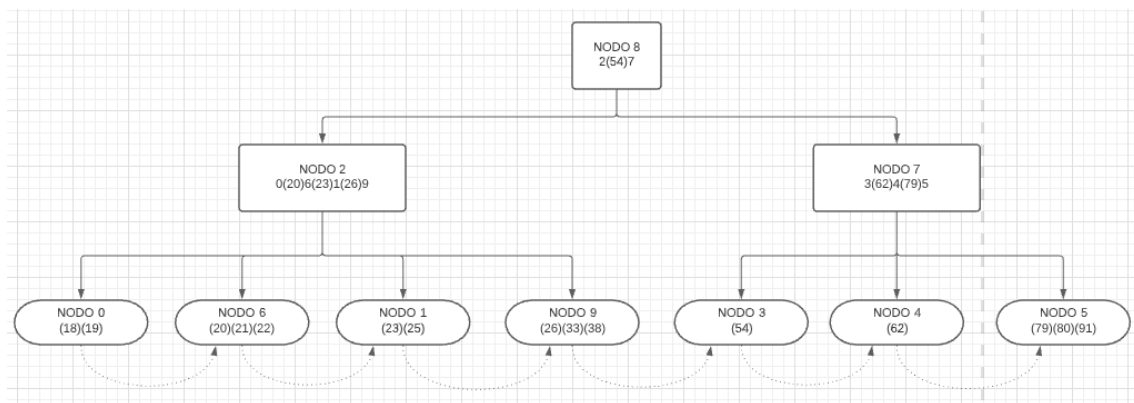 NODO 8
2(54)7
NODO 2
0(20)6(23)1(26)9
NODO 7
3(62)4(79)5
NODO 0
(18)(19)
NODO 6
(20)(21)(22)
NODO 1
(23)(25)
NODO 9
(26)(33)(38)
NODO 3
(54)
NODO 4
(62)
NODO 5
(79)(80)(91)